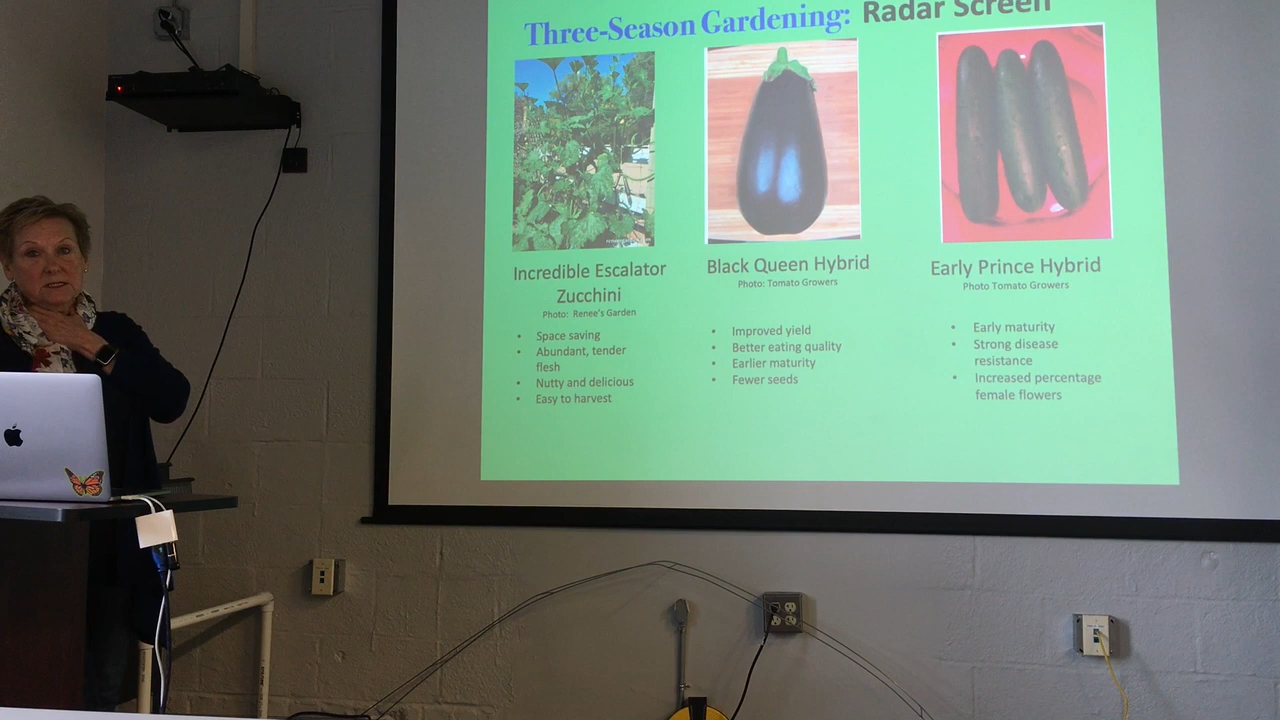 Three-Season Gardening: Radar Screen
Incredible Escalator
Zucchini
Photo: Renee's Garden
• Space saving
• Abundant, tender
flesh
• Nutty and delicious
• Easy to harvest
Black Queen Hybrid
Photo: Tomato Growers
• Improved yield
• Better eating quality
• Earlier maturity
• Fewer seeds
Early Prince Hybrid
Photo Tomato Growers
• Early maturity
• Strong disease
resistance
• Increased percentage
female flowers